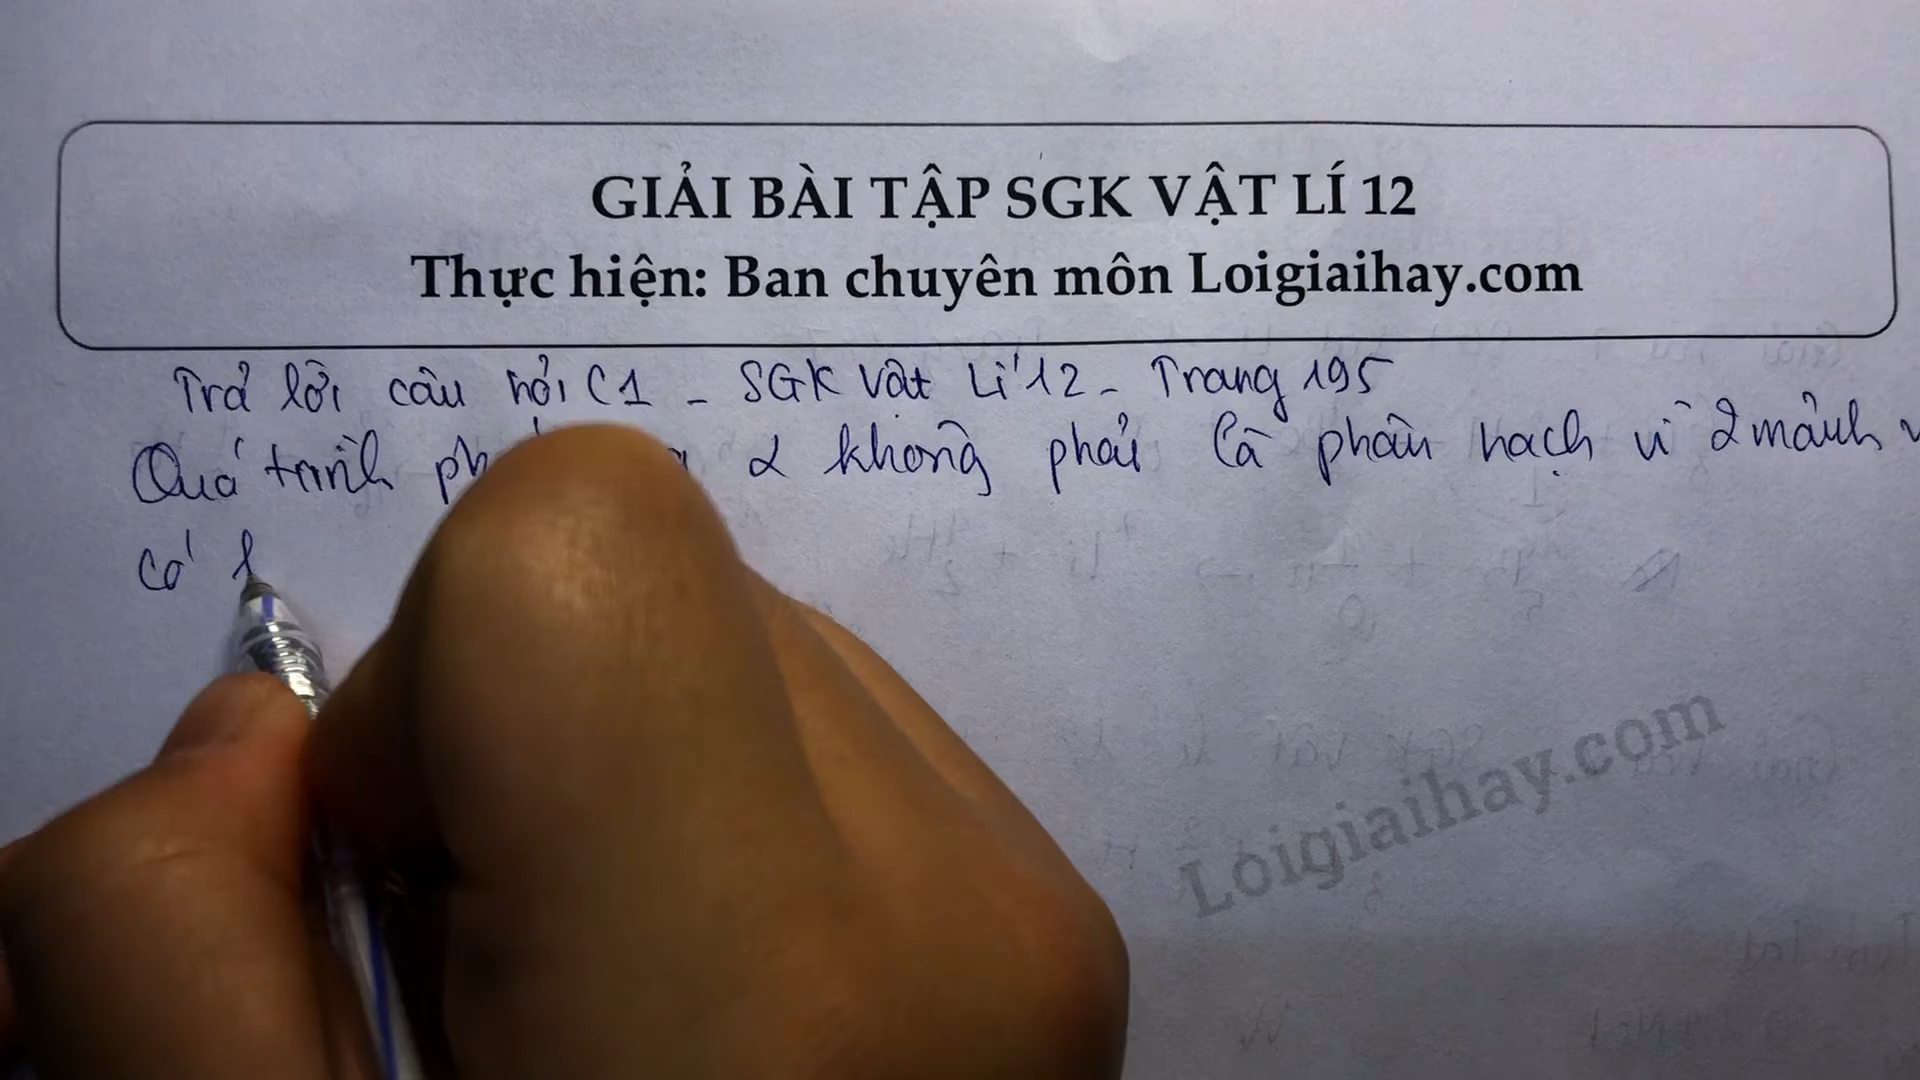 GIẢI BÀI TẬP SGK VẬT LÍ 12
Thực hiện: Ban chuyên môn Loigiaihay.com
Trả lời câu hỏi C1 - SGK Vật Lí 12 - Trang 195
Quá trình α không phải là phân hạch vì 2 mảnh
Có
Loigiaihay.com